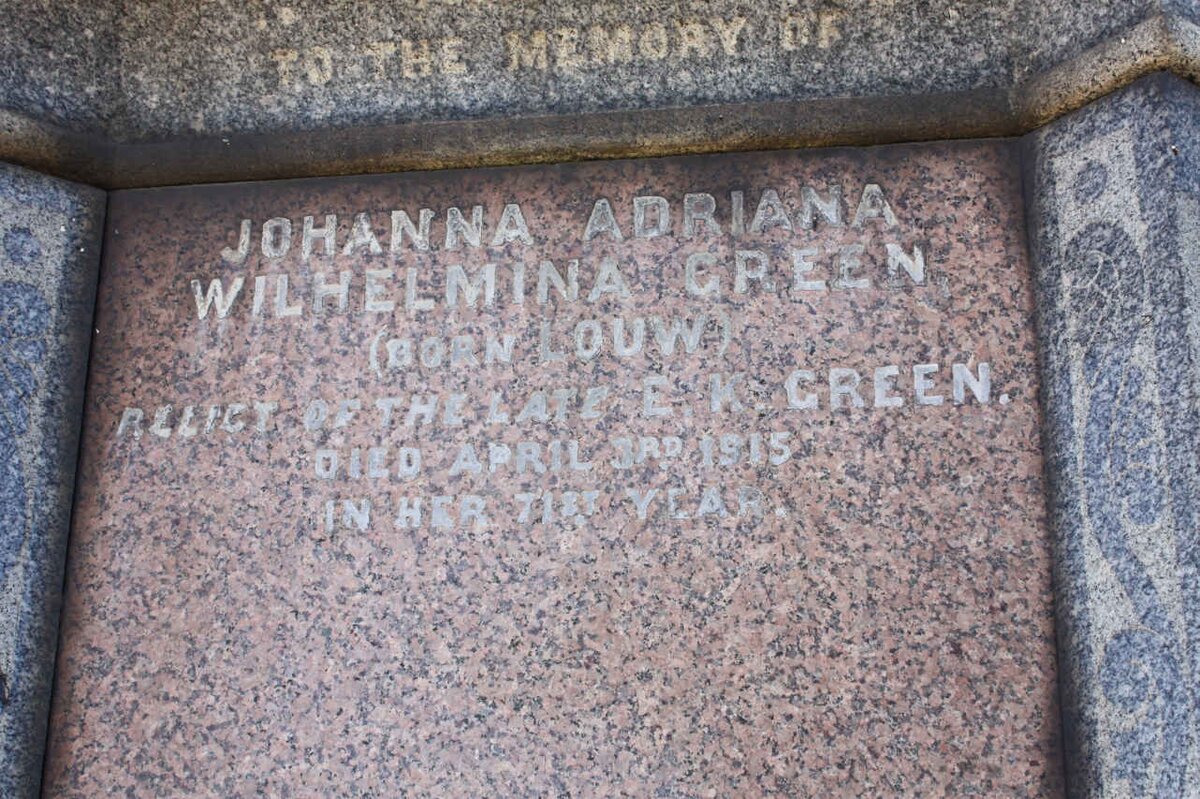 TO THE MEMORY OF
JOHANNA ADRIANA
WILHELMINA GREEN,
(BORN LOUW)
RELICT OF THE LATE E. K. GREEN.
DIED APRIL 3RD 1915
IN HER 71ST YEAR.